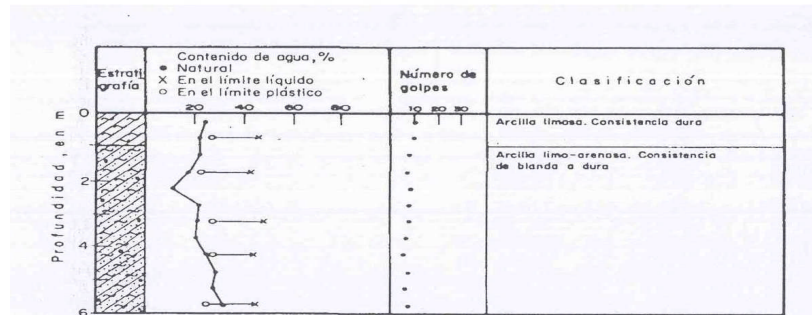 Contenido de agua, %
• Natural
× En el límite líquido
○ En el límite plástico
Estrati
grafía
Número de
golpes
Clasificación
20 40 60 80
10 20 30
Profundidad, en m
0
2
4
6
Arcilla limosa. Consistencia dura
Arcilla limo-arenosa. Consistencia
de blanda a dura